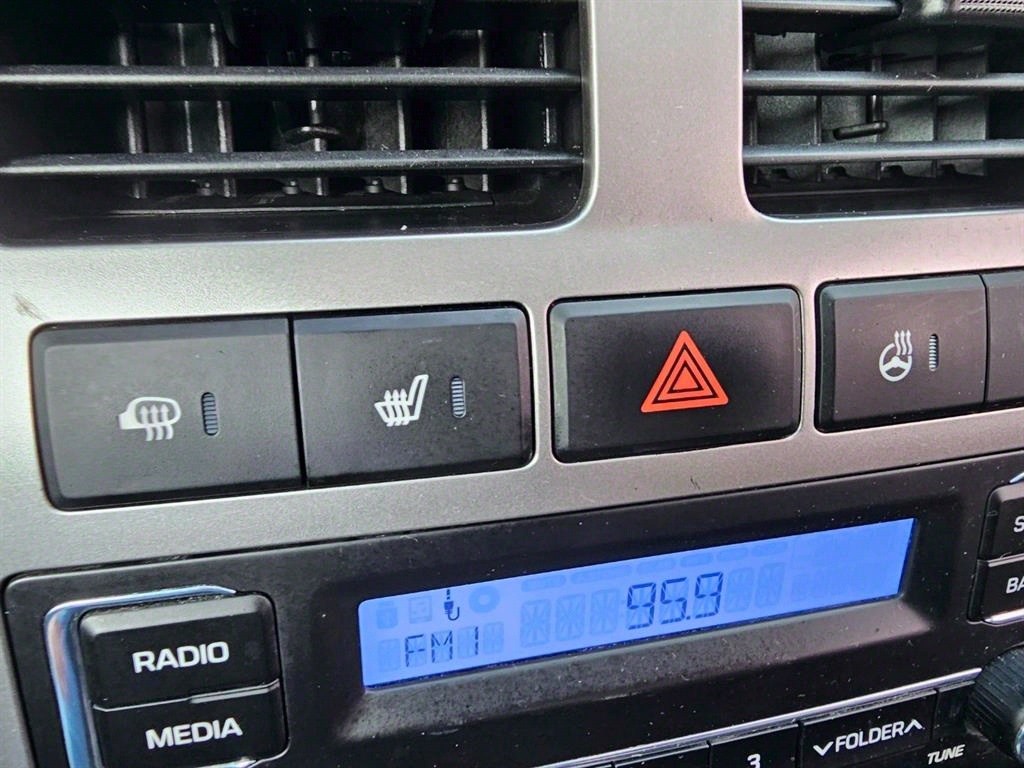 FM1 95.9
RADIO
MEDIA
3
FOLDER
TUNE